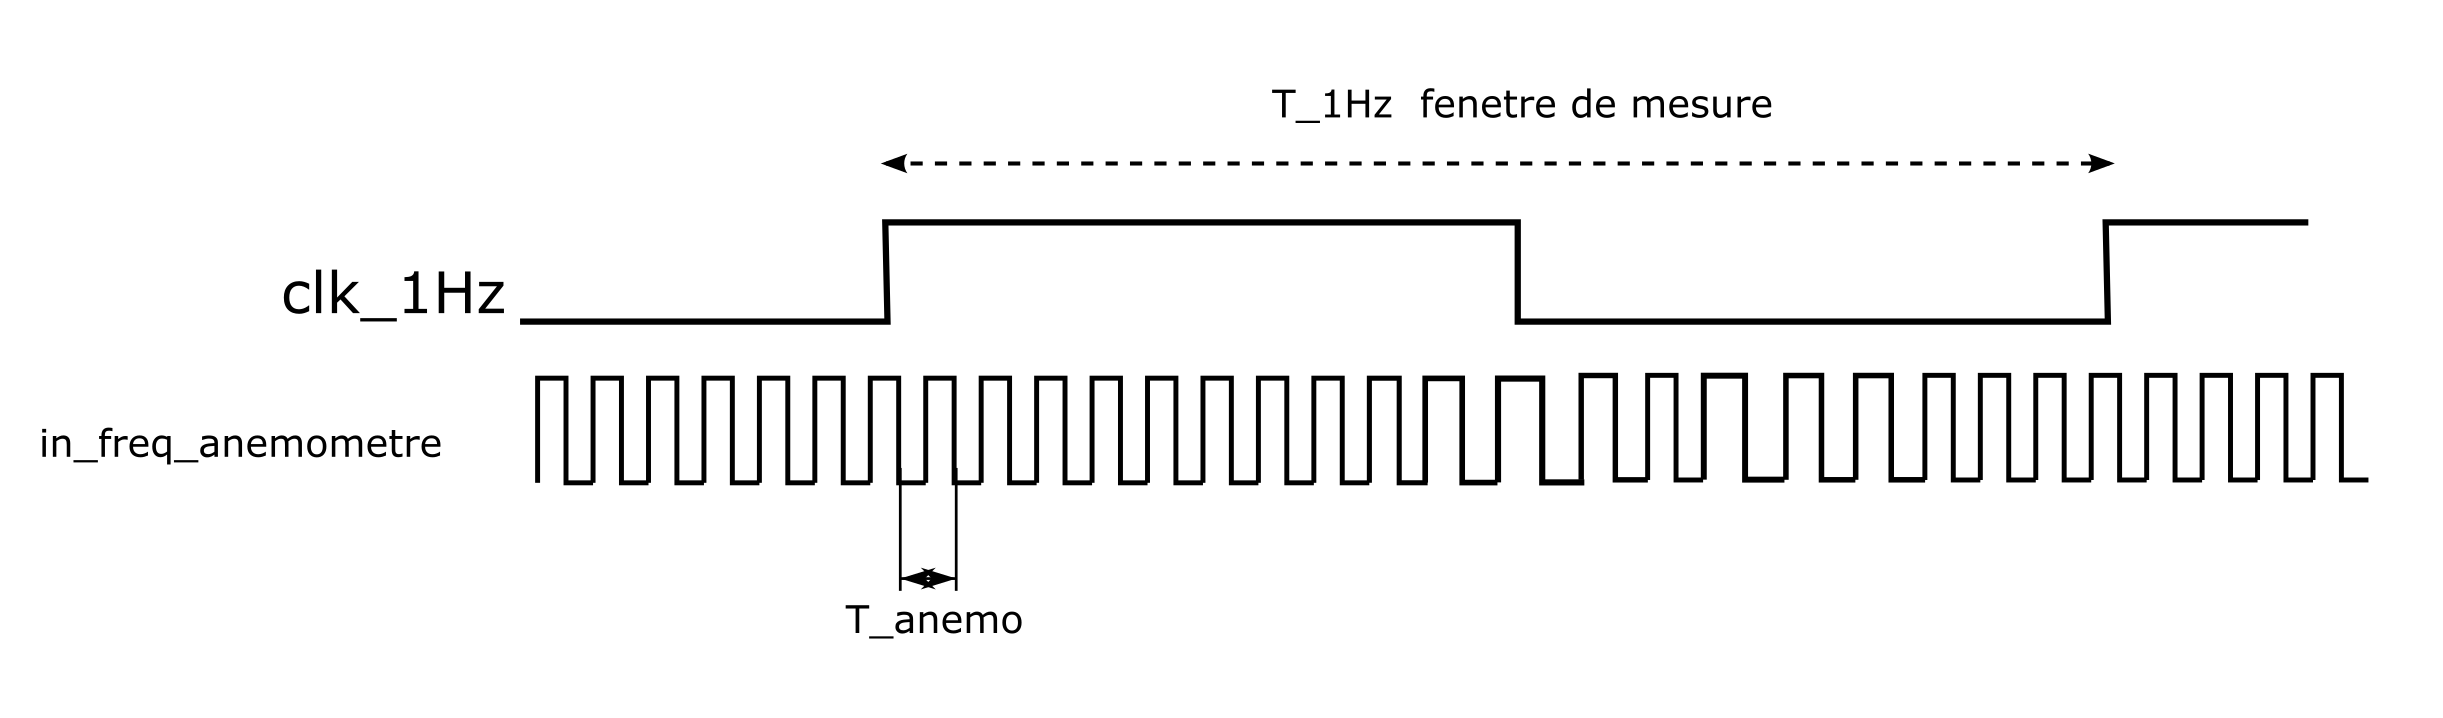 T_1Hz  fenetre de mesure
clk_1Hz
in_freq_anemometre
T_anemo